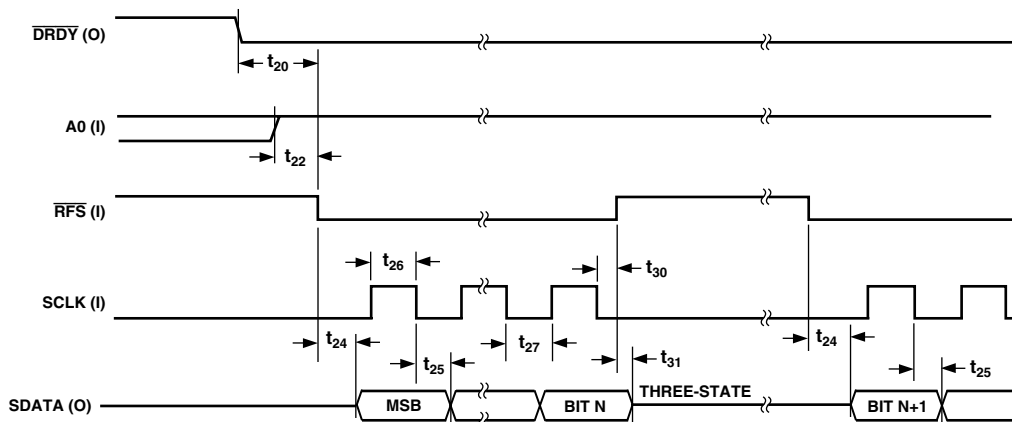 DRDY (O)
t20
A0 (I)
t22
RFS (I)
t26
t30
SCLK (I)
t24
t25
t27
t31
t24
t25
THREE-STATE
SDATA (O)
MSB
BIT N
BIT N+1